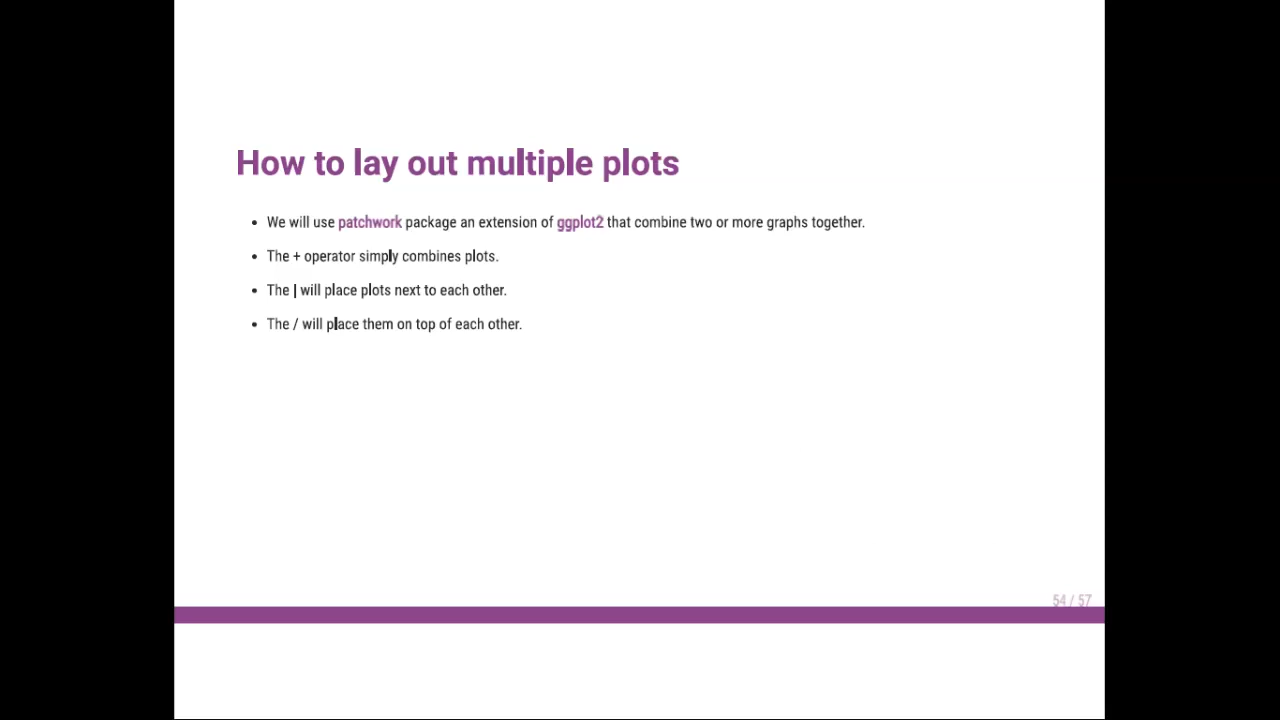 How to lay out multiple plots
• We will use patchwork package an extension of ggplot2 that combine two or more graphs together.
• The + operator simply combines plots.
• The | will place plots next to each other.
• The / will place them on top of each other.
54 / 57